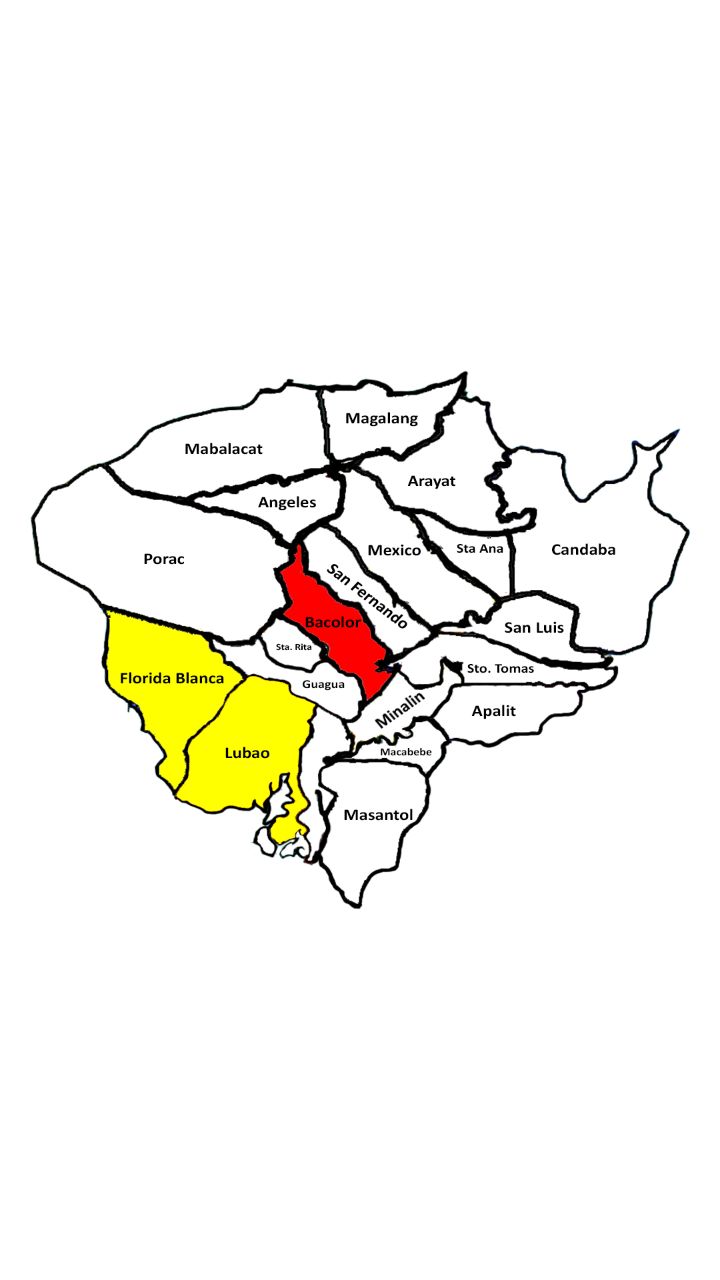 Magalang
Mabalacat
Arayat
Angeles
Mexico
Sta Ana
Candaba
Porac
San Fernando
Bacolor
San Luis
Sta. Rita
Sto. Tomas
Florida Blanca
Guagua
Minalin
Apalit
Lubao
Macabebe
Masantol